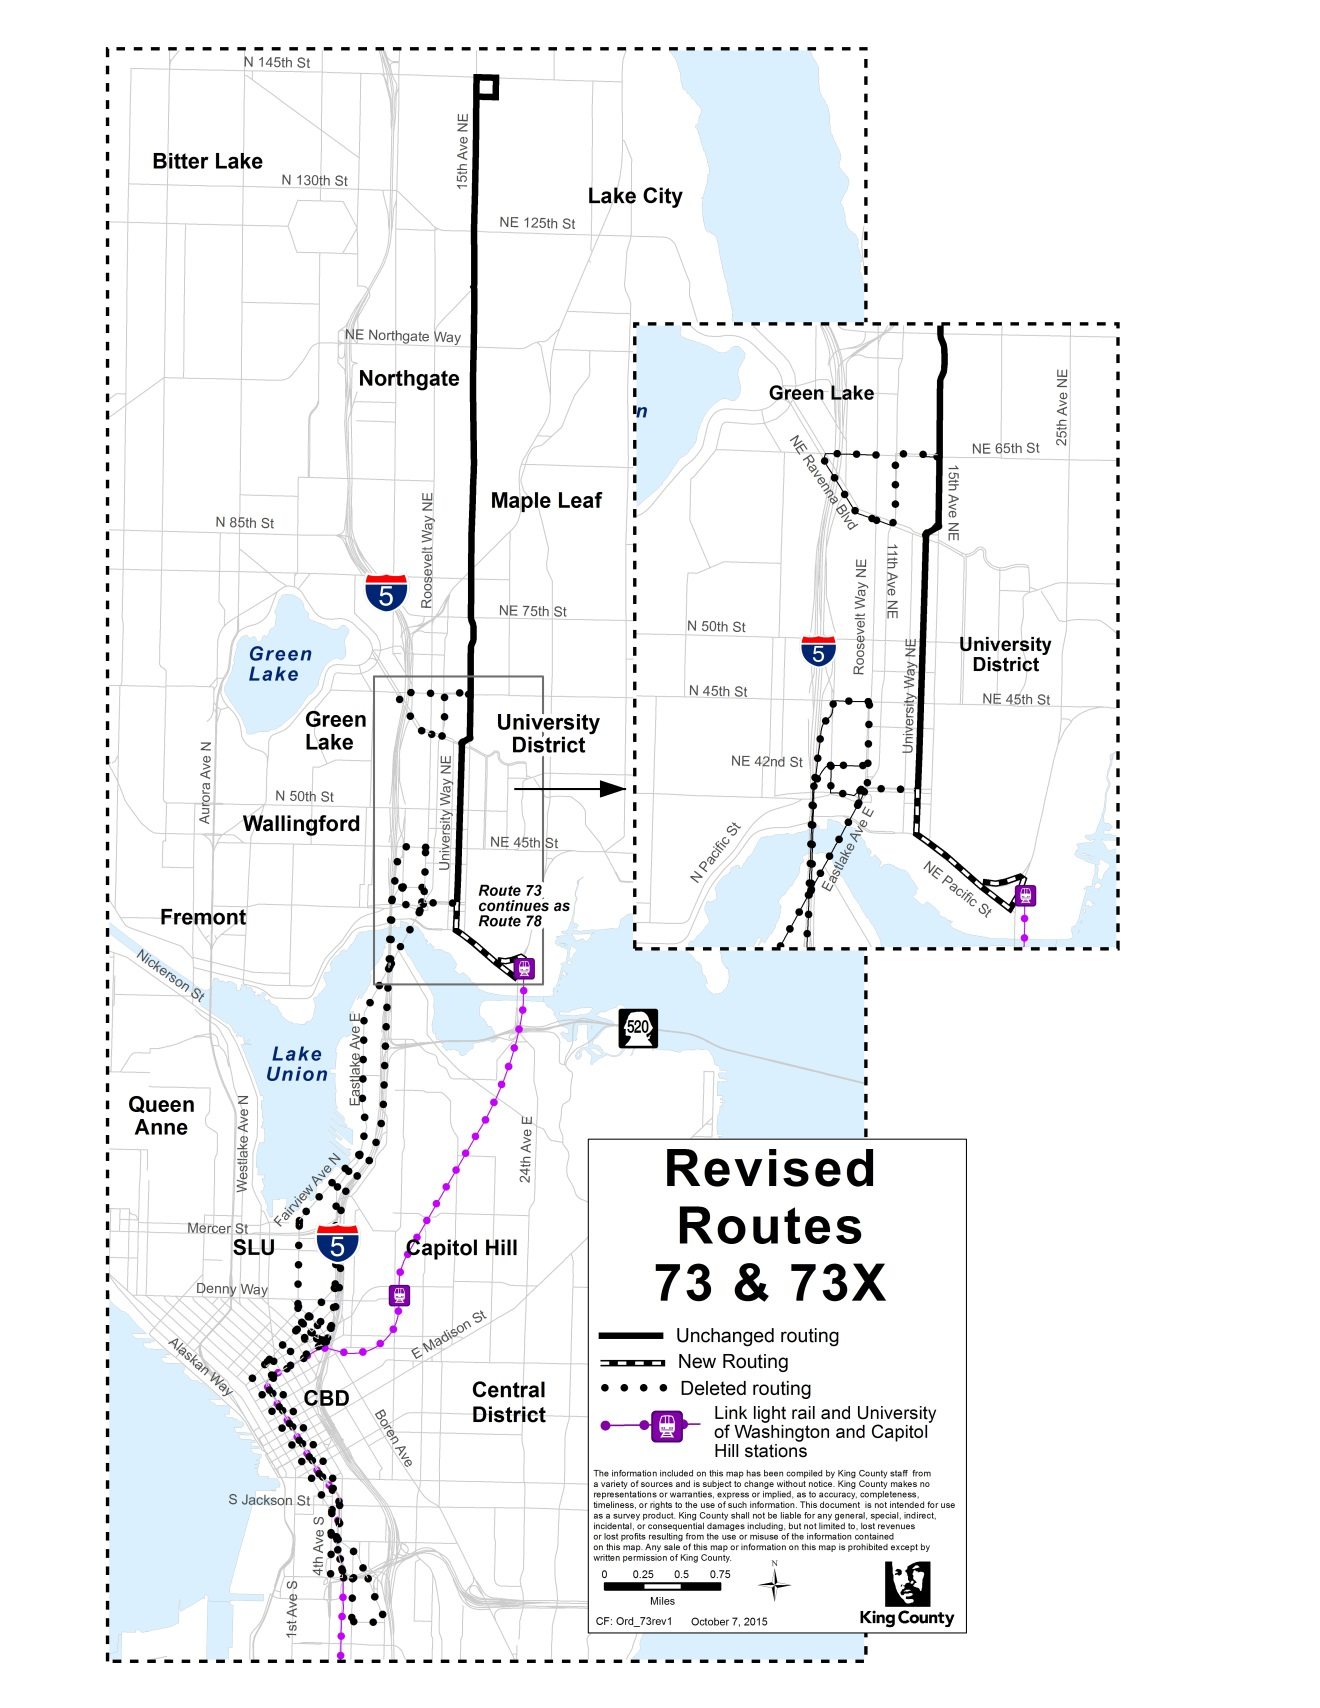 N 145th St
15th Ave NE
Bitter Lake
N 130th St
Lake City
NE 125th St
NE Northgate Way
Northgate
Maple Leaf
Roosevelt Way NE
N 85th St
5
NE 75th St
Green
Lake
Green
Lake
University
District
Aurora Ave N
University Way NE
N 50th St
Wallingford
NE 45th St
Route 73
continues as
Route 78
Fremont
Nickerson St
520
Eastlake Ave E
Lake
Union
Queen
Anne
Westlake Ave N
24th Ave E
Fairview Ave N
Mercer St
SLU
5
Capitol Hill
Denny Way
E Madison St
Alaskan Way
CBD
Central
District
Boren Ave
S Jackson St
4th Ave S
1st Ave S
n
Green Lake
25th Ave NE
NE 65th St
NE Ravenna Blvd
15th Ave NE
11th Ave NE
Roosevelt Way NE
N 50th St
5
University
District
University Way NE
N 45th St
NE 45th St
NE 42nd St
N Pacific St
Eastlake Ave E
NE Pacific St
Revised
Routes
73 & 73X
Unchanged routing
New Routing
Deleted routing
Link light rail and University
of Washington and Capitol
Hill stations
The information included on this map has been compiled by King County staff from
a variety of sources and is subject to change without notice. King County makes no
representations or warranties, express or implied, as to accuracy, completeness,
timeliness, or rights to the use of such information. This document is not intended for use
as a survey product. King County shall not be liable for any general, special, indirect,
incidental, or consequential damages including, but not limited to, lost revenues
or lost profits resulting from the use or misuse of the information contained
on this map. Any sale of this map or information on this map is prohibited except by
written permission of King County.
0 0.25 0.5 0.75
Miles
N
CF: Ord_73rev1 October 7, 2015
King County